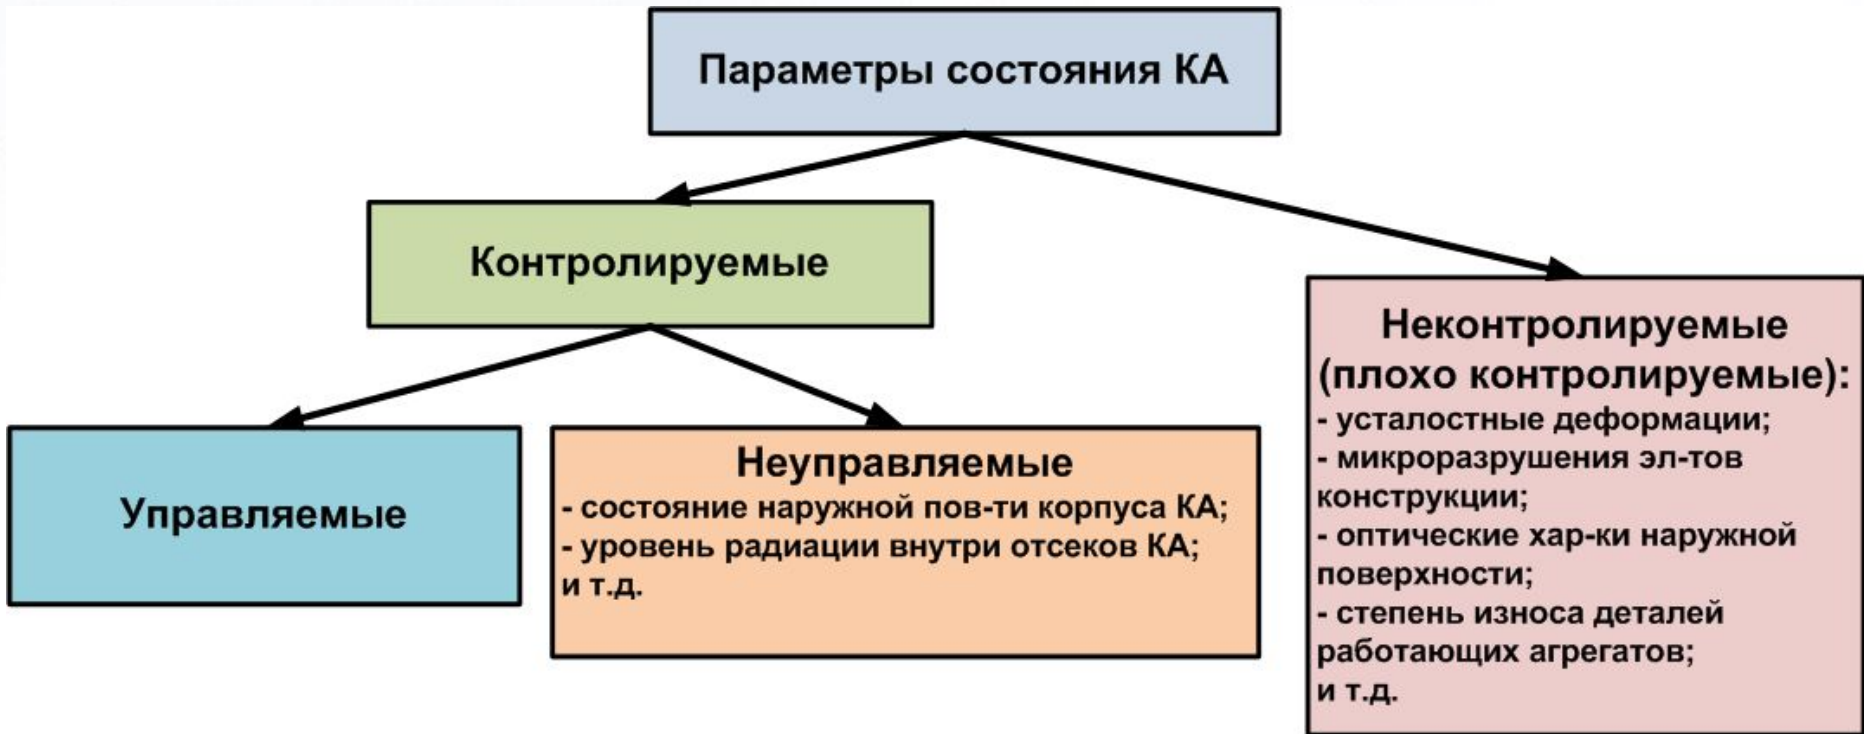 Параметры состояния КА
Контролируемые
Неконтролируемые
(плохо контролируемые):
- усталостные деформации;
- микроразрушения эл-тов
конструкции;
- оптические хар-ки наружной
поверхности;
- степень износа деталей
работающих агрегатов;
и т.д.
Управляемые
Неуправляемые
- состояние наружной пов-ти корпуса КА;
- уровень радиации внутри отсеков КА;
и т.д.